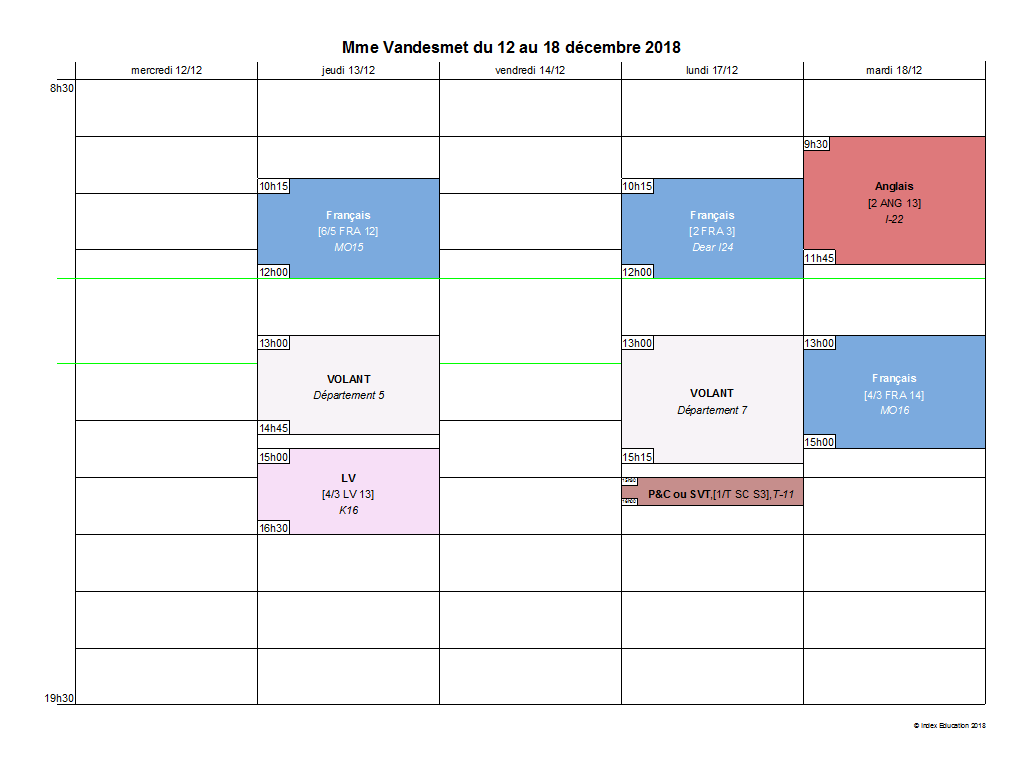 Mme Vandesmet du 12 au 18 décembre 2018
mercredi 12/12
jeudi 13/12
vendredi 14/12
lundi 17/12
mardi 18/12
8h30
9h30
Anglais
[2 ANG 13]
I-22
11h45
10h15
Français
[6/5 FRA 12]
MO15
12h00
10h15
Français
[2 FRA 3]
Dear I24
12h00
13h00
VOLANT
Département 5
14h45
13h00
VOLANT
Département 7
15h15
13h00
Français
[4/3 FRA 14]
MO16
15h00
15h00
LV
[4/3 LV 13]
K16
16h30
P&C ou SVT,[1/T SC S3],T-11
19h30
© Index Education 2018